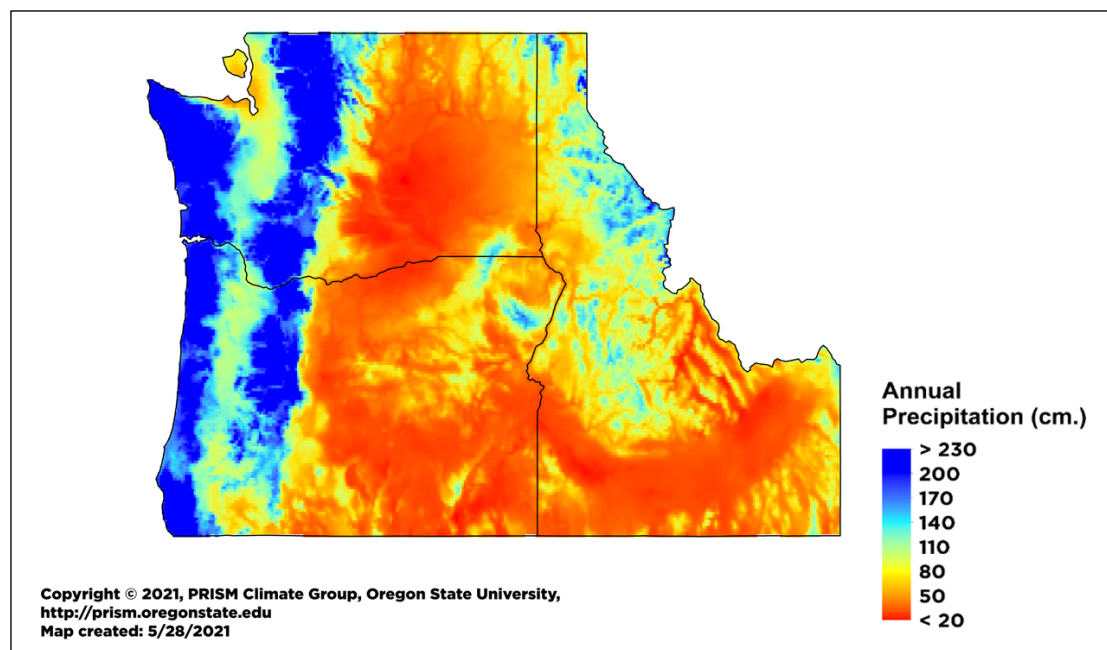 Annual
Precipitation (cm.)
> 230
200
170
140
110
80
50
< 20
Copyright © 2021, PRISM Climate Group, Oregon State University,
http://prism.oregonstate.edu
Map created: 5/28/2021